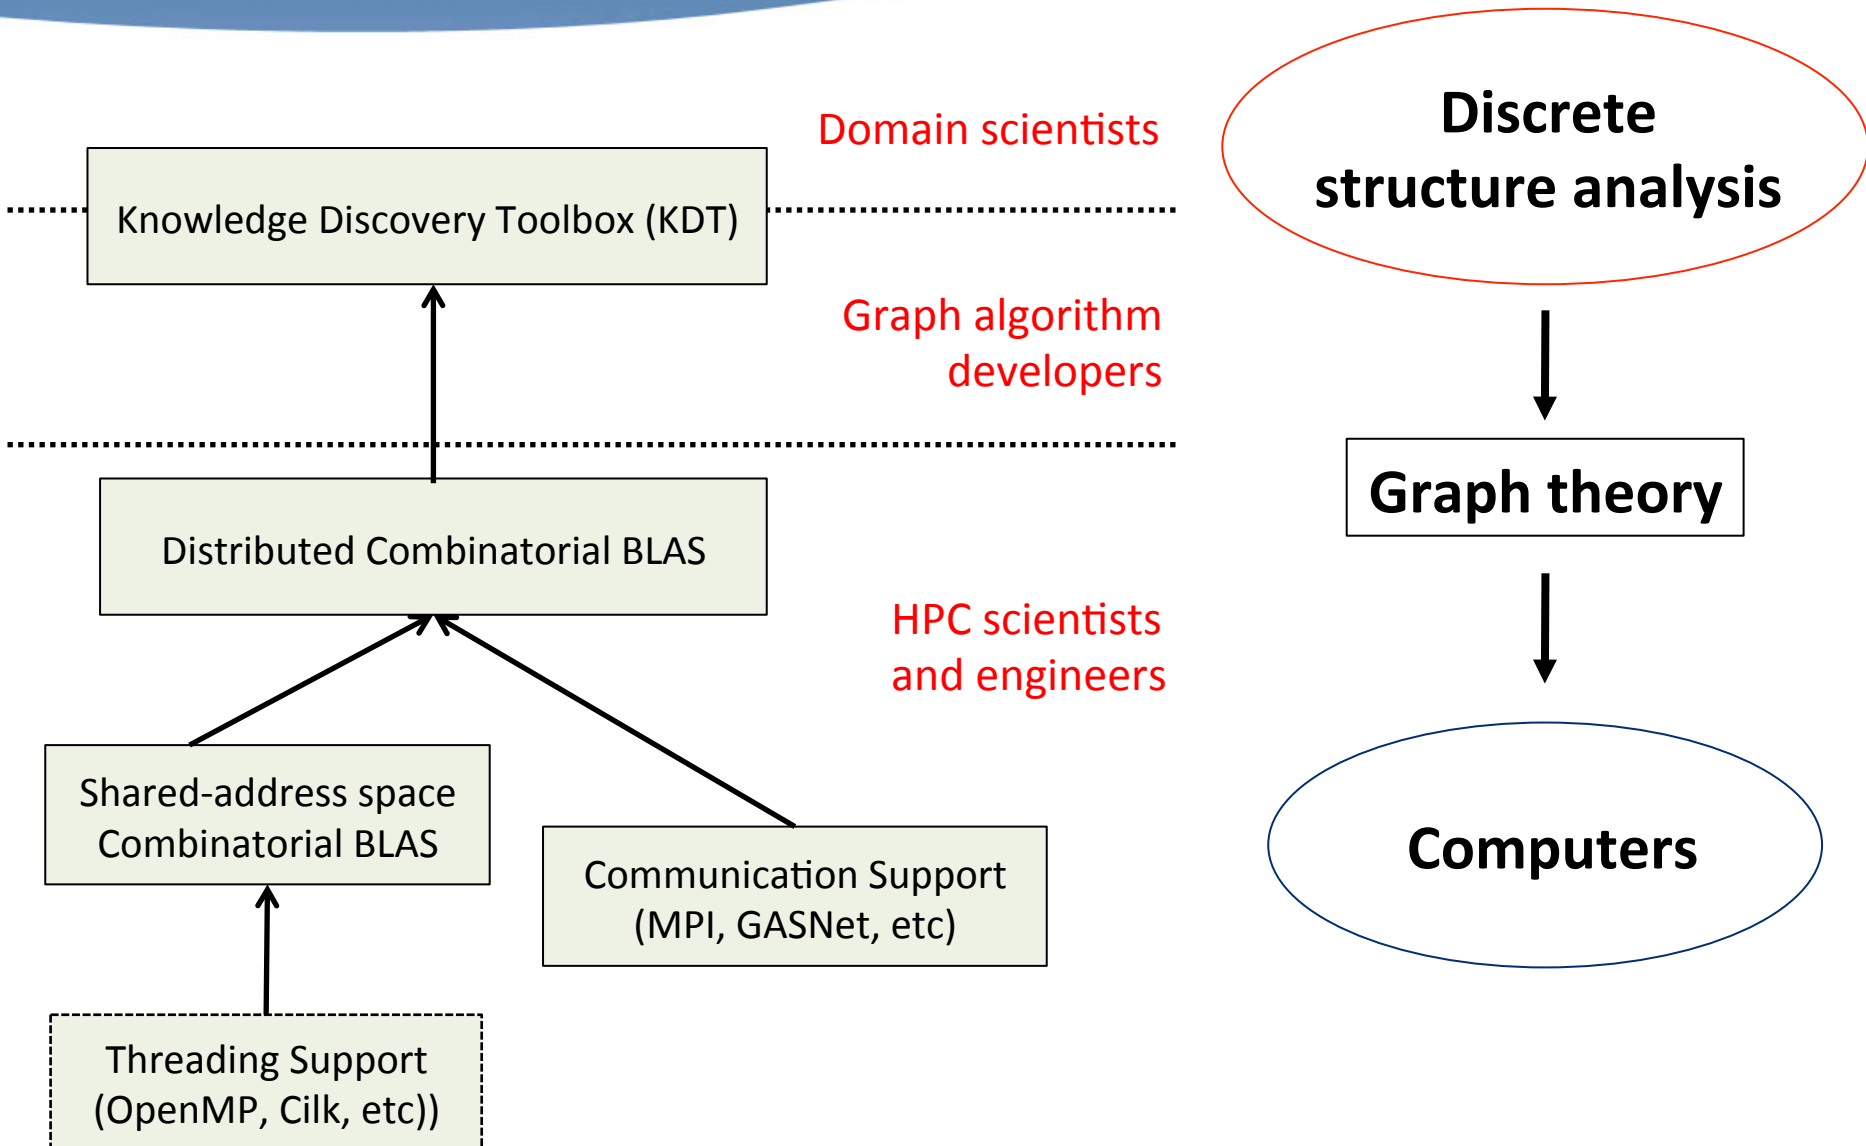 Domain scientists
Knowledge Discovery Toolbox (KDT)
Graph algorithm
developers
Distributed Combinatorial BLAS
HPC scientists
and engineers
Shared-address space
Combinatorial BLAS
Communication Support
(MPI, GASNet, etc)
Threading Support
(OpenMP, Cilk, etc))
Discrete
structure analysis
Graph theory
Computers